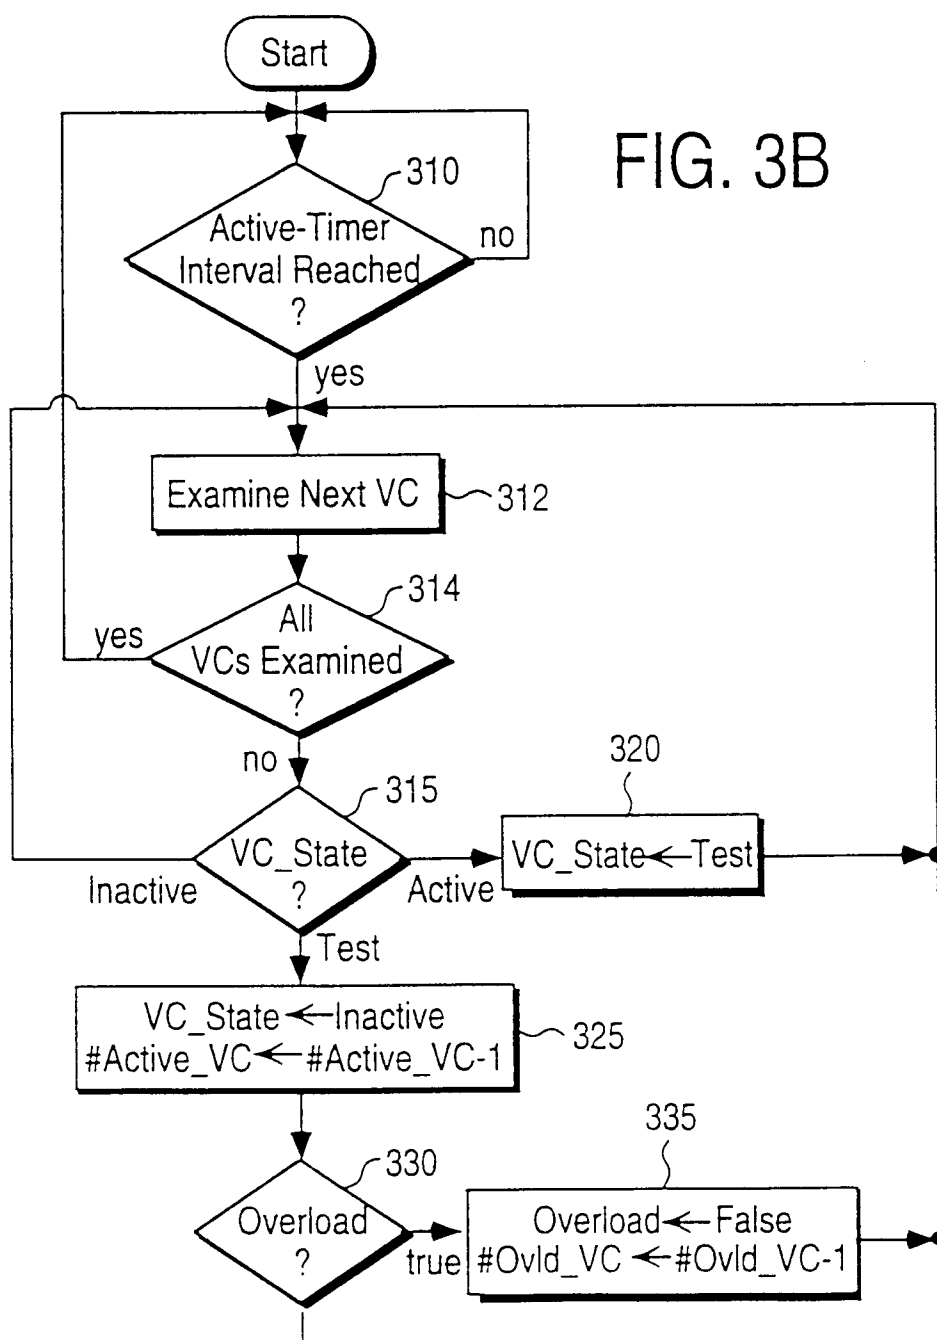 Start
FIG. 3B
310
Active-Timer
Interval Reached
?
no
yes
Examine Next VC
312
314
All
VCs Examined
?
yes
no
315
VC_State
?
Inactive
Active
320
VC_State←Test
Test
VC_State←Inactive
#Active_VC←#Active_VC-1
325
330
Overload
?
true
335
Overload←False
#Ovld_VC←#Ovld_VC-1